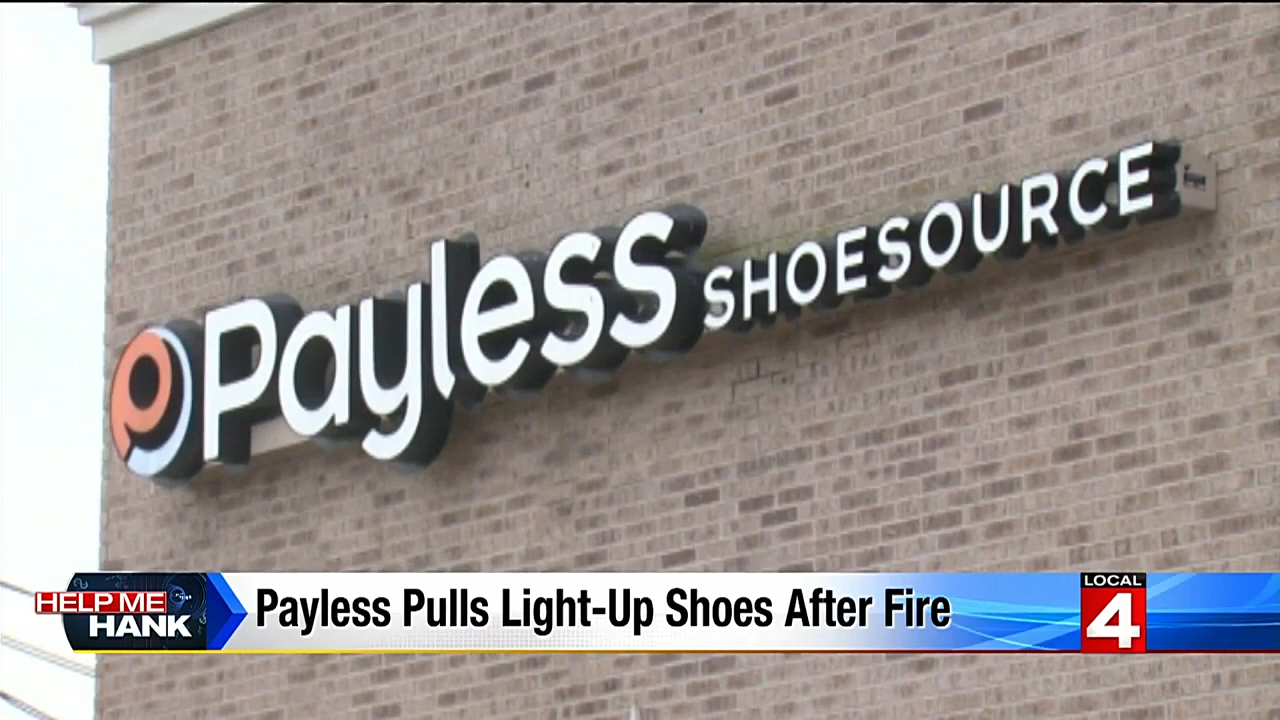 Payless SHOESOURCE
HELP ME
HANK
Payless Pulls Light-Up Shoes After Fire
LOCAL
4